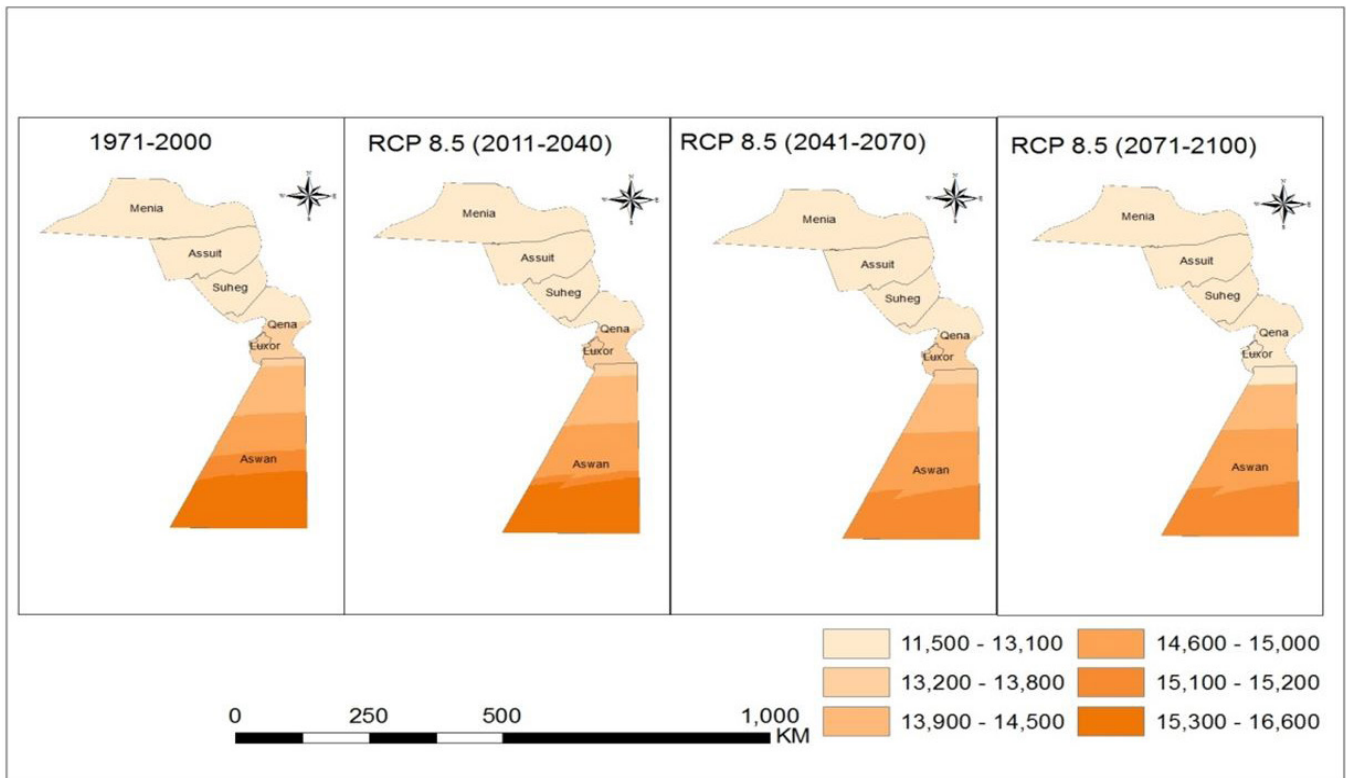 1971-2000
Menia
Assuit
Suheg
Qena
Luxor
Aswan
N
W E
S
RCP 8.5 (2011-2040)
Menia
Assuit
Suheg
Qena
Luxor
Aswan
N
W E
S
RCP 8.5 (2041-2070)
Menia
Assuit
Suheg
Qena
Luxor
Aswan
N
W E
S
RCP 8.5 (2071-2100)
Menia
Assuit
Suheg
Qena
Luxor
Aswan
N
W E
S
11,500 - 13,100
13,200 - 13,800
13,900 - 14,500
14,600 - 15,000
15,100 - 15,200
15,300 - 16,600
0 250 500 1,000
KM